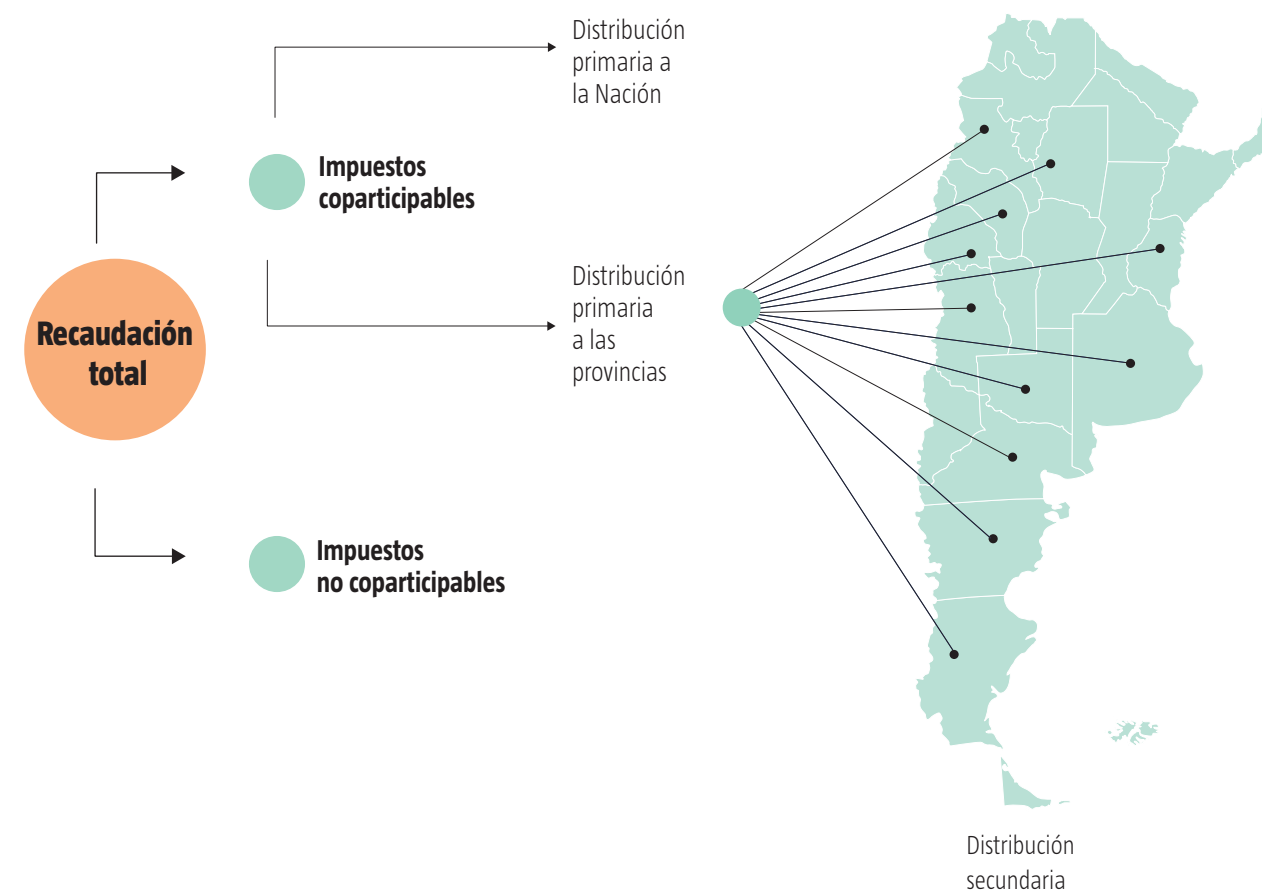 Distribución
primaria a
la Nación
Impuestos
coparticipables
Recaudación
total
Distribución
primaria
a las
provincias
Impuestos
no coparticipables
Distribución
secundaria